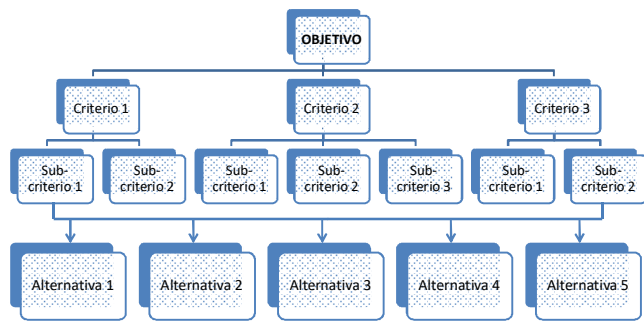 OBJETIVO
Criterio 1
Criterio 2
Criterio 3
Sub-
criterio 1
Sub-
criterio 2
Sub-
criterio 1
Sub-
criterio 2
Sub-
criterio 3
Sub-
criterio 1
Sub-
criterio 2
Alternativa 1
Alternativa 2
Alternativa 3
Alternativa 4
Alternativa 5